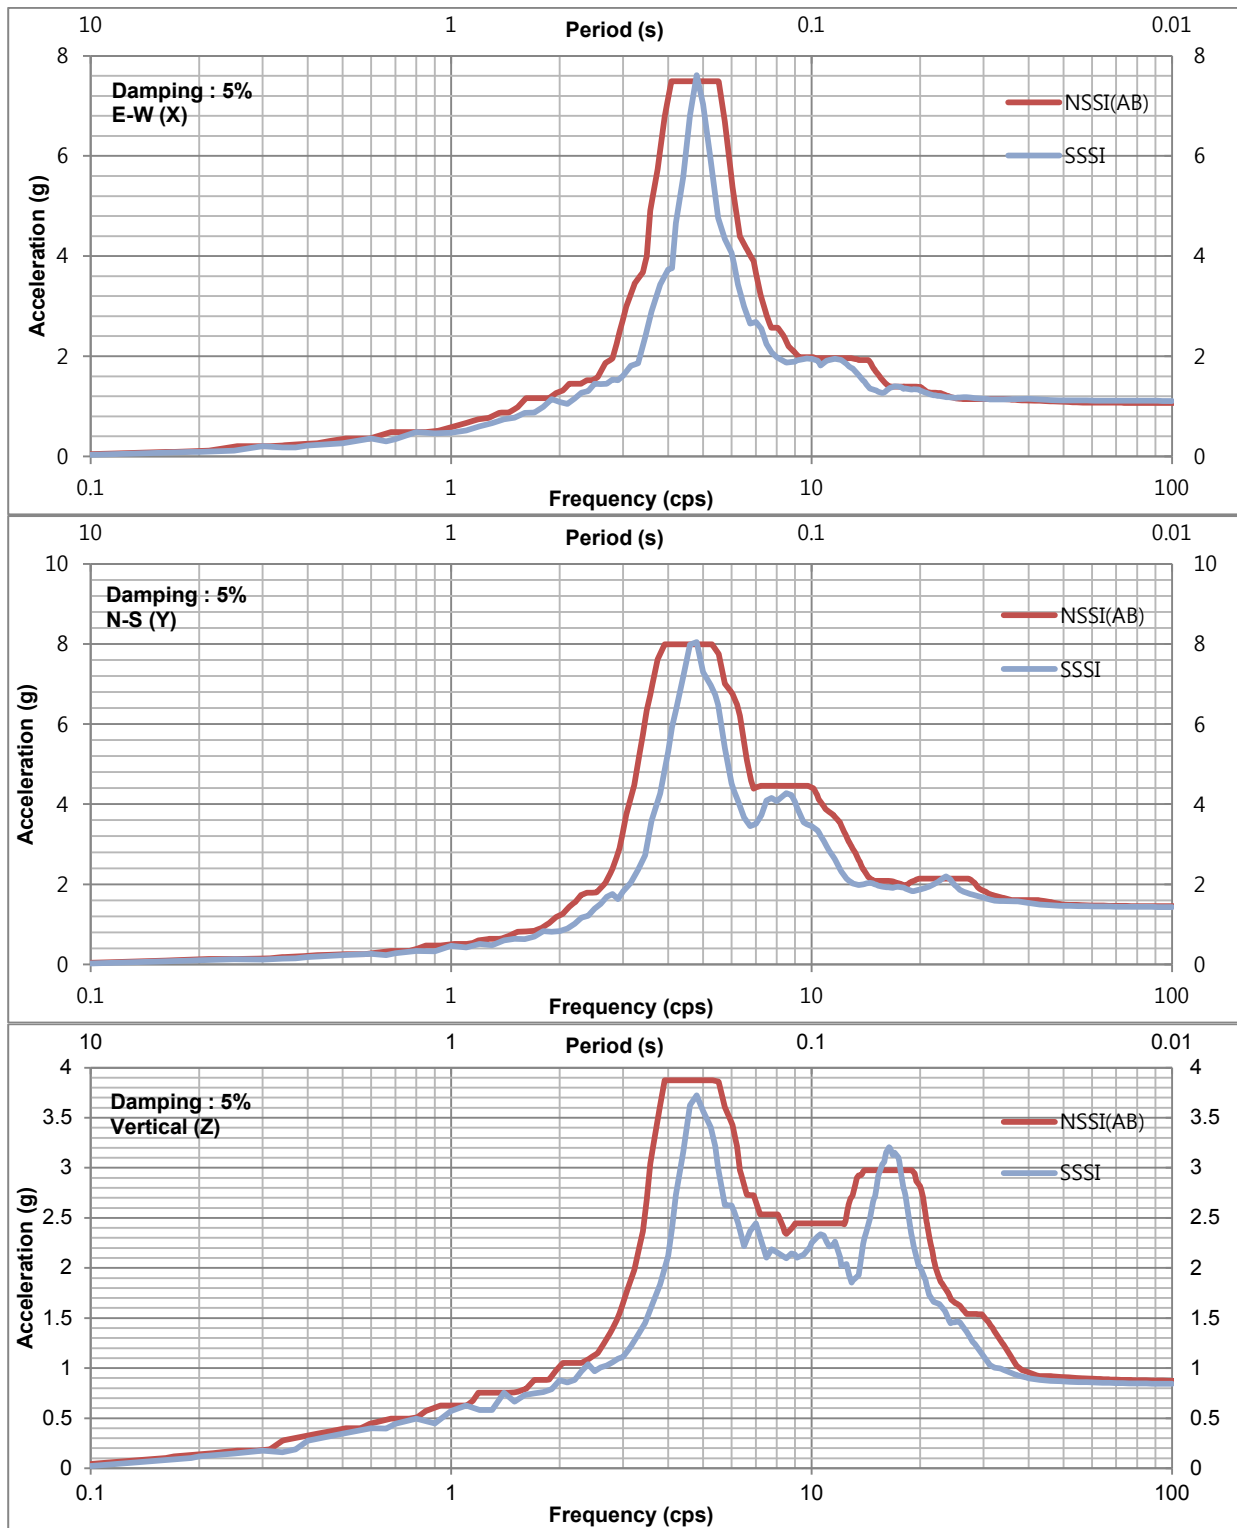 10 1 Period (s) 0.1 0.01
8 8
Damping : 5%
E-W (X)
NSSI(AB)
SSSI
6 6
Acceleration (g)
4 4
2 2
0 0
0.1 1 10 100
Frequency (cps)
10 1 Period (s) 0.1 0.01
10 10
Damping : 5%
N-S (Y)
NSSI(AB)
SSSI
8 8
6 6
Acceleration (g)
4 4
2 2
0 0
0.1 1 10 100
Frequency (cps)
10 1 Period (s) 0.1 0.01
4 4
Damping : 5%
Vertical (Z)
NSSI(AB)
SSSI
3.5 3.5
3 3
2.5 2.5
Acceleration (g)
2 2
1.5 1.5
1 1
0.5 0.5
0 0
0.1 1 10 100
Frequency (cps)